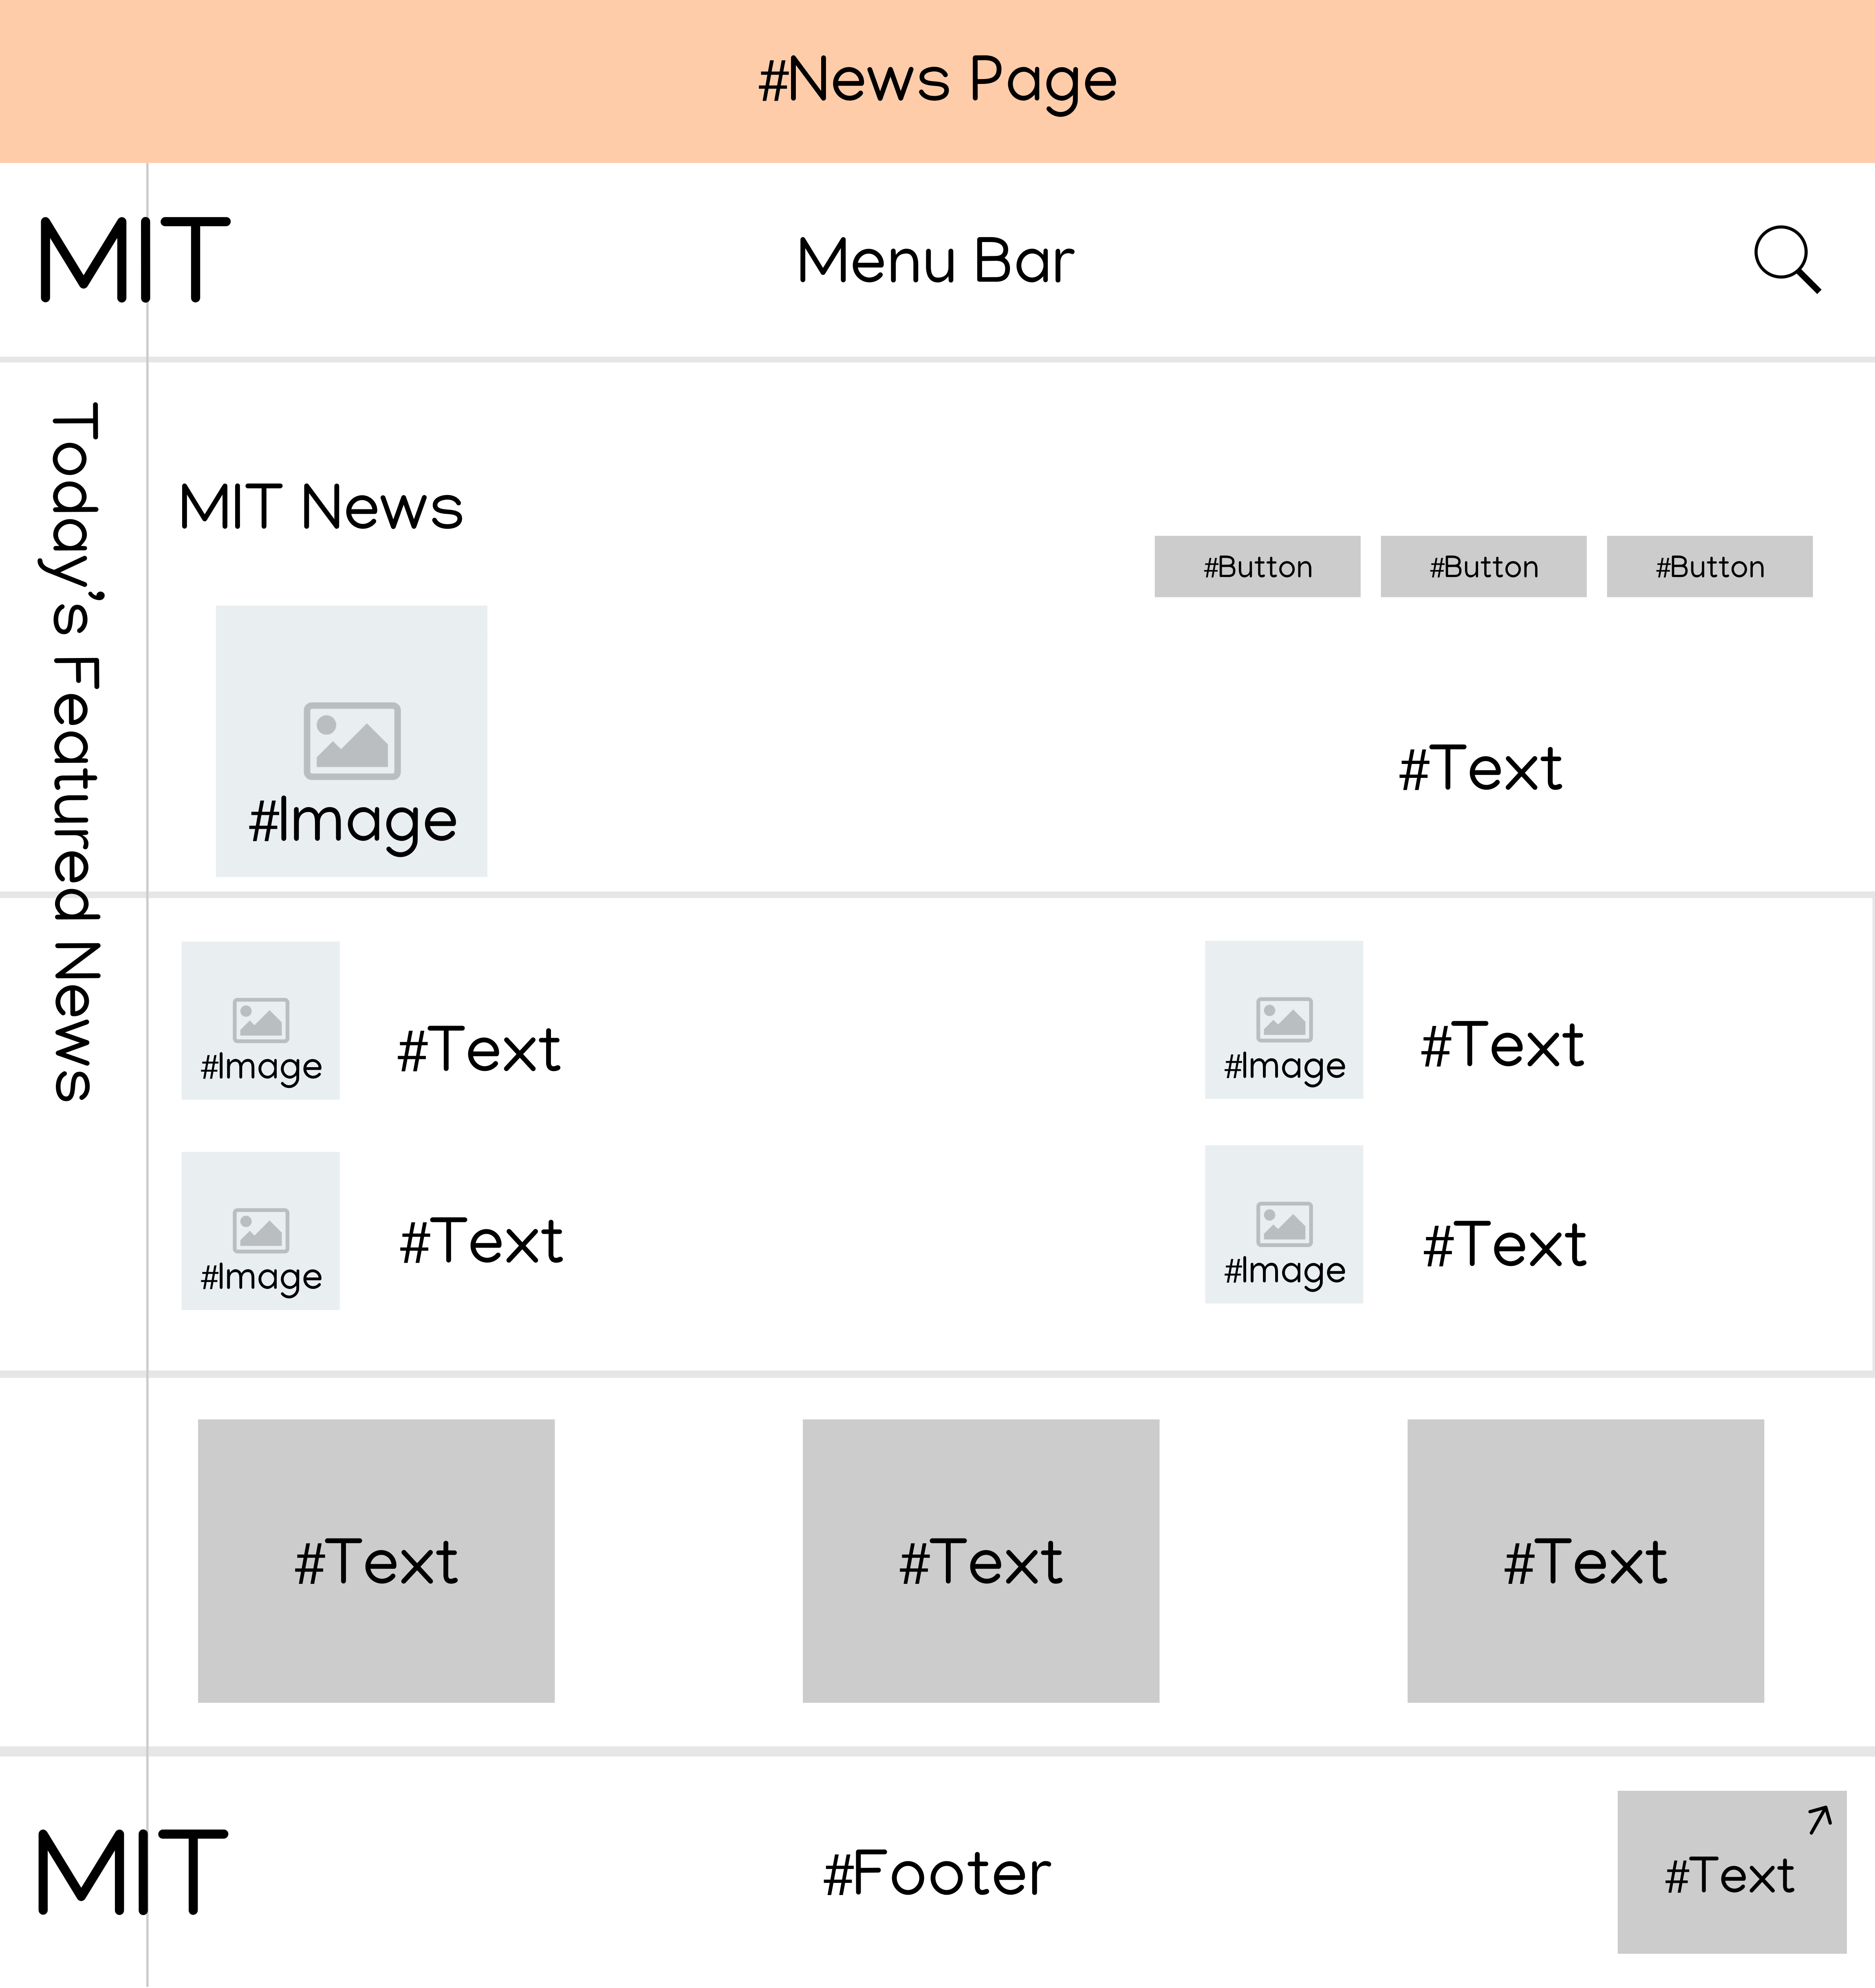 #News Page
MIT
Menu Bar
Today's Featured News
MIT News
#Button
#Button
#Button
#Image
#Text
#Image
#Text
#Image
#Text
#Image
#Text
#Image
#Text
#Text
#Text
#Text
MIT
#Footer
#Text